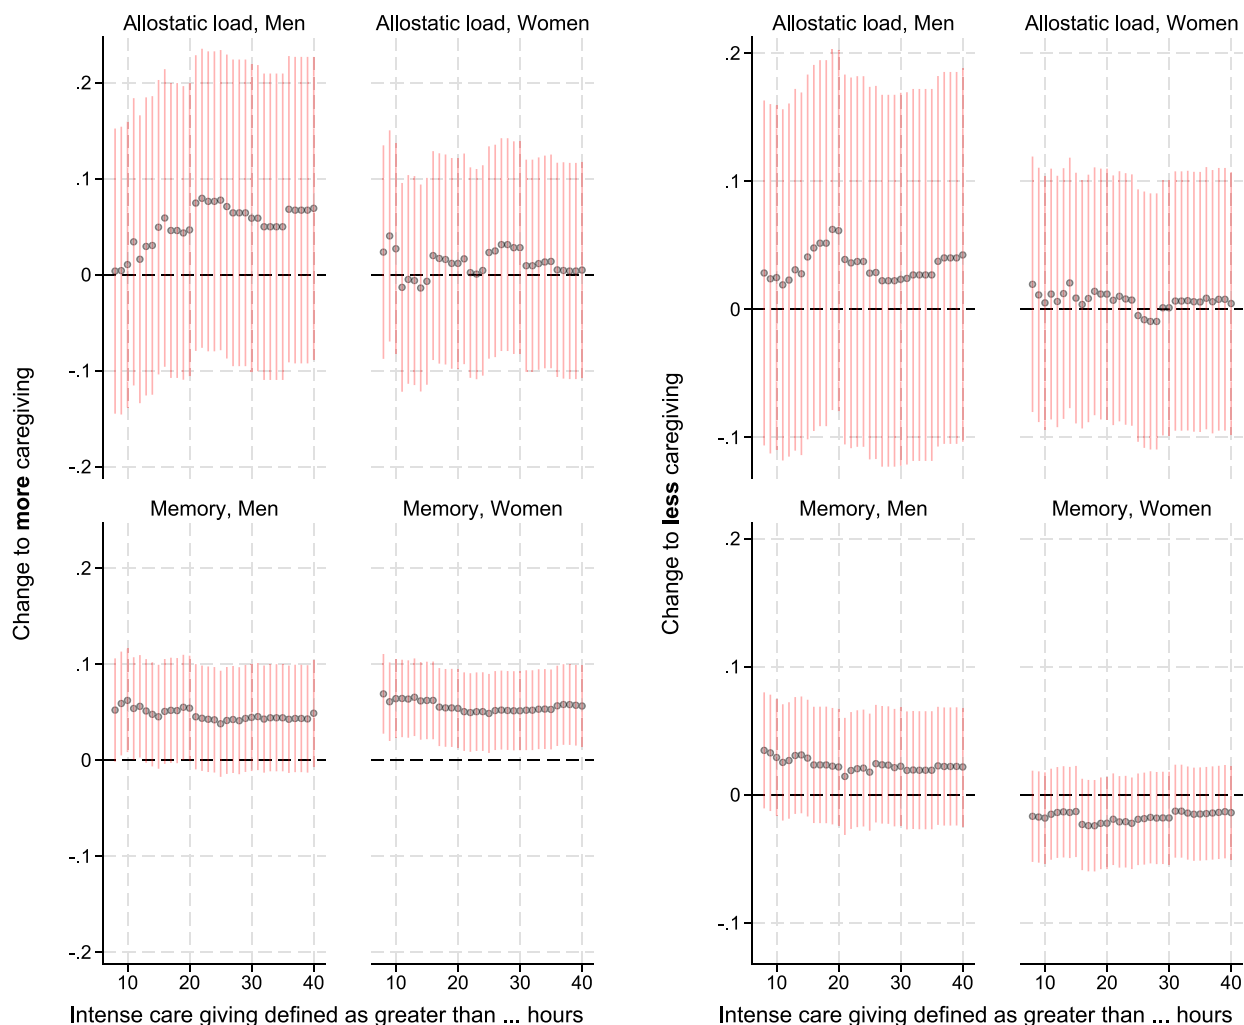 Allostatic load, Men
Allostatic load, Women
.2
.1
0
-.1
-.2
Memory, Men
Memory, Women
.2
.1
0
-.1
-.2
10 20 30 40
10 20 30 40
Change to more caregiving
Intense care giving defined as greater than ... hours
Allostatic load, Men
Allostatic load, Women
.2
.1
0
-.1
Memory, Men
Memory, Women
.2
.1
0
-.1
10 20 30 40
10 20 30 40
Change to less caregiving
Intense care giving defined as greater than ... hours